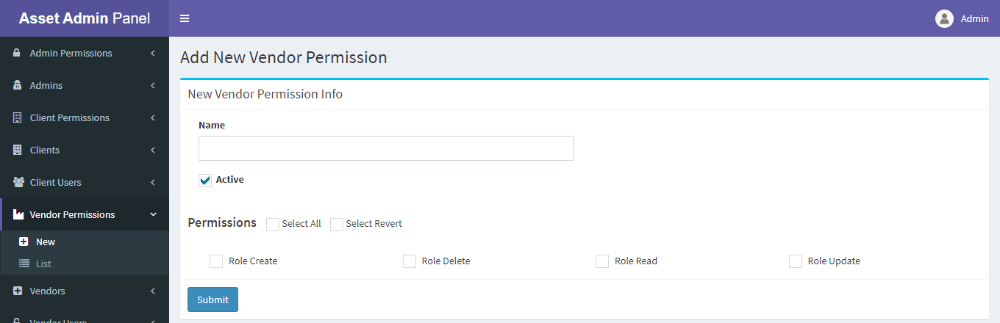 Asset Admin Panel
Admin
Admin Permissions
Admins
Client Permissions
Clients
Client Users
Vendor Permissions
New
List
Vendors
Vendor Users
Add New Vendor Permission
New Vendor Permission Info
Name
Active
Permissions Select All Select Revert
Role Create Role Delete Role Read Role Update
Submit